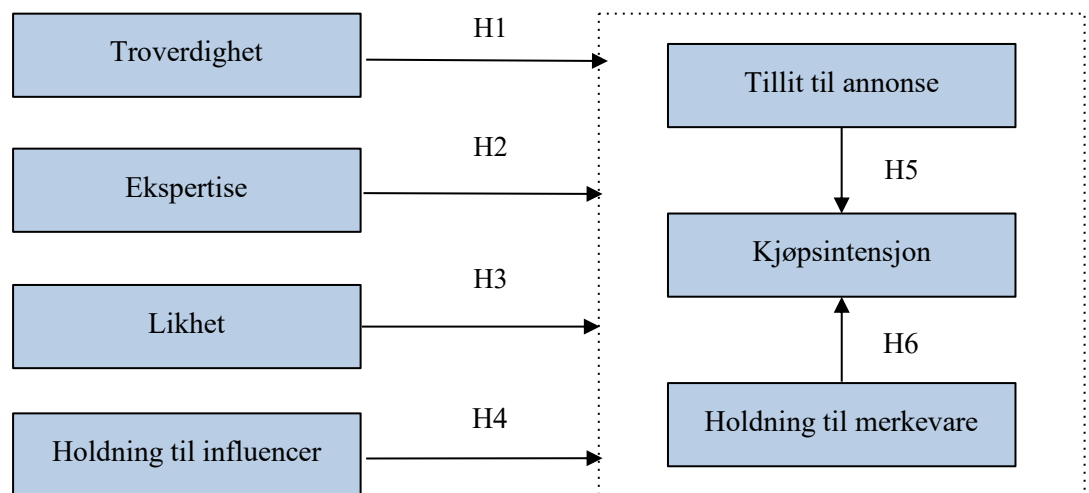 Troverdighet
H1
Tillit til annonse
Ekspertise
H2
H5
Kjøpsintensjon
Likhet
H3
H6
Holdning til influencer
H4
Holdning til merkevare